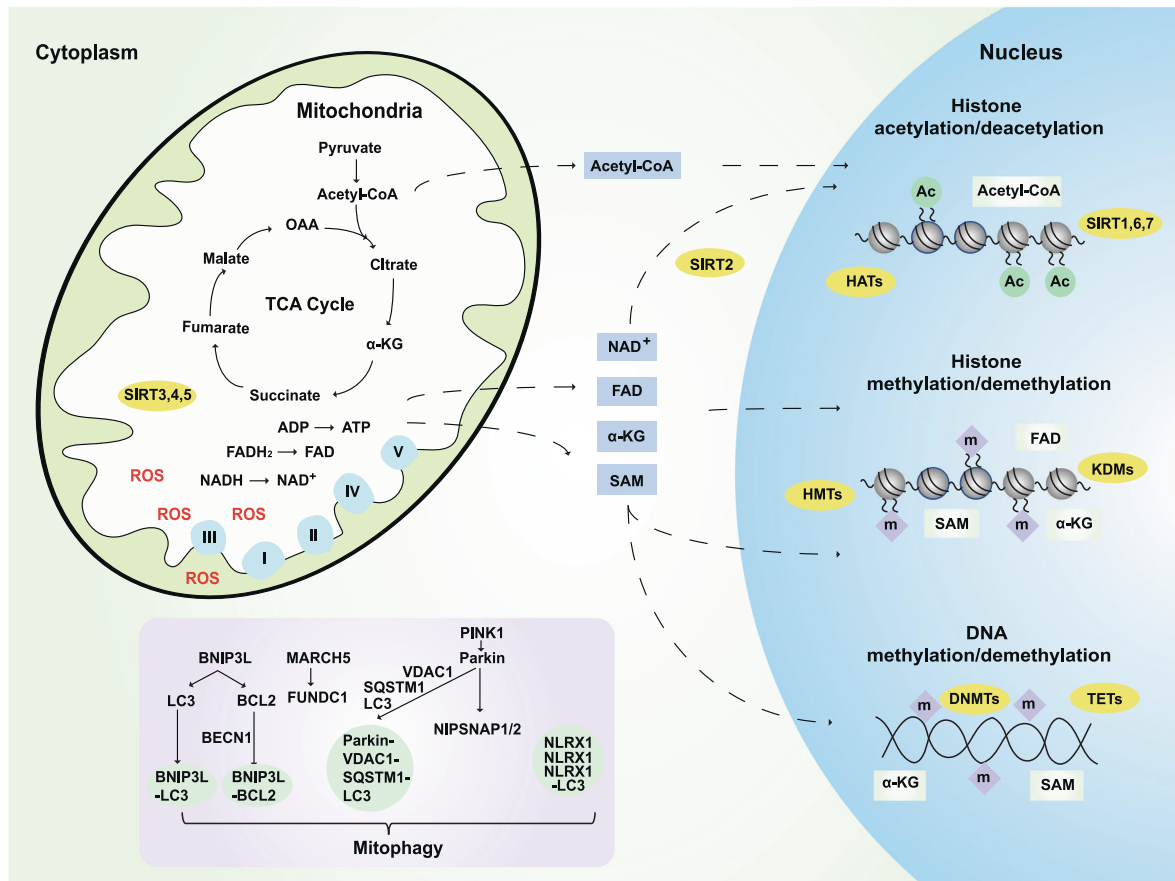 Cytoplasm
Mitochondria
Pyruvate
Acetyl-CoA
OAA
Malate
CItrate
TCA Cycle
Fumarate
α-KG
SIRT3,4,5
Succinate
ADP → ATP
FADH₂ → FAD
NADH → NAD⁺
ROS
ROS
ROS
ROS
I
II
III
IV
V
Acetyl-CoA
SIRT2
NAD⁺
FAD
α-KG
SAM
Nucleus
Histone
acetylation/deacetylation
Ac
Acetyl-CoA
SIRT1,6,7
HATs
Ac
Ac
Histone
methylation/demethylation
m
FAD
KDMs
HMTs
m
SAM
m
α-KG
DNA
methylation/demethylation
m
DNMTs
m
TETs
α-KG
m
SAM
BNIP3L
LC3
BCL2
BECN1
BNIP3L
-LC3
BNIP3L
-BCL2
MARCH5
FUNDC1
PINK1
Parkin
VDAC1
SQSTM1
LC3
NIPSNAP1/2
Parkin-
VDAC1-
SQSTM1-
LC3
NLRX1
NLRX1
NLRX1
-LC3
Mitophagy